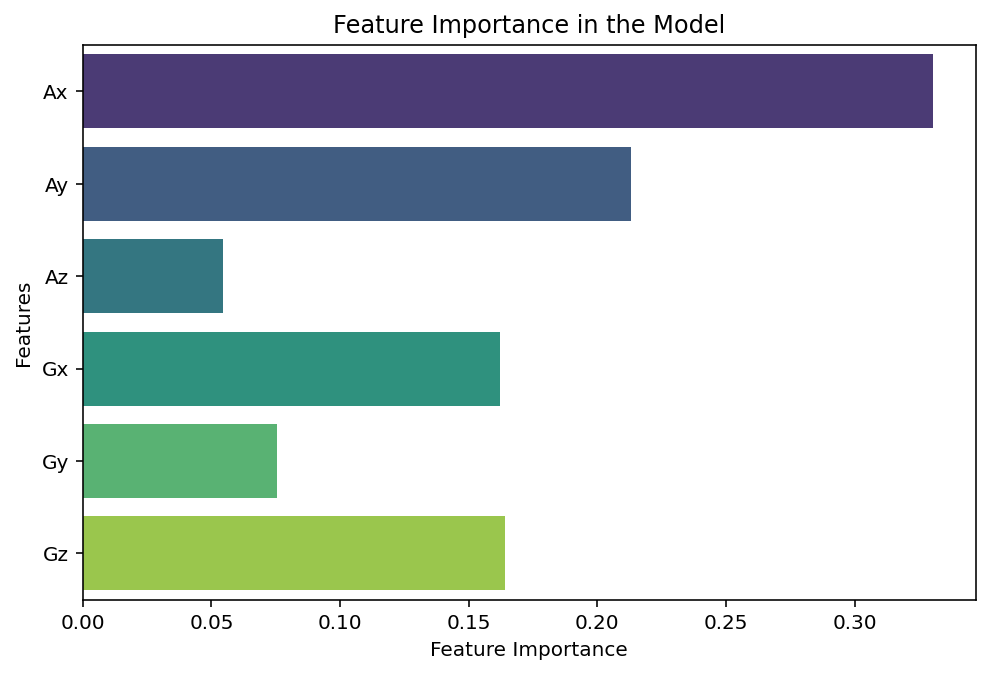 Feature Importance in the Model
Features
Ax
Ay
Az
Gx
Gy
Gz
0.00 0.05 0.10 0.15 0.20 0.25 0.30
Feature Importance